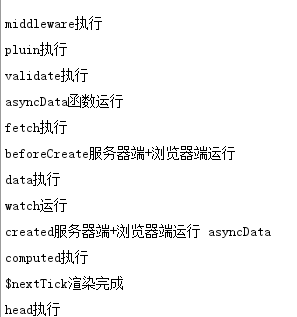 middleware执行
pluin执行
validate执行
asyncData函数运行
fetch执行
beforeCreate服务器端+浏览器端运行
data执行
watch运行
created服务器端+浏览器端运行 asyncData
computed执行
$nextTick渲染完成
head执行